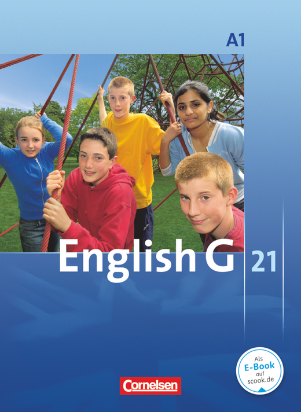 A1
English G 21
Cornelsen
Als
E-Book
auf
scook.de